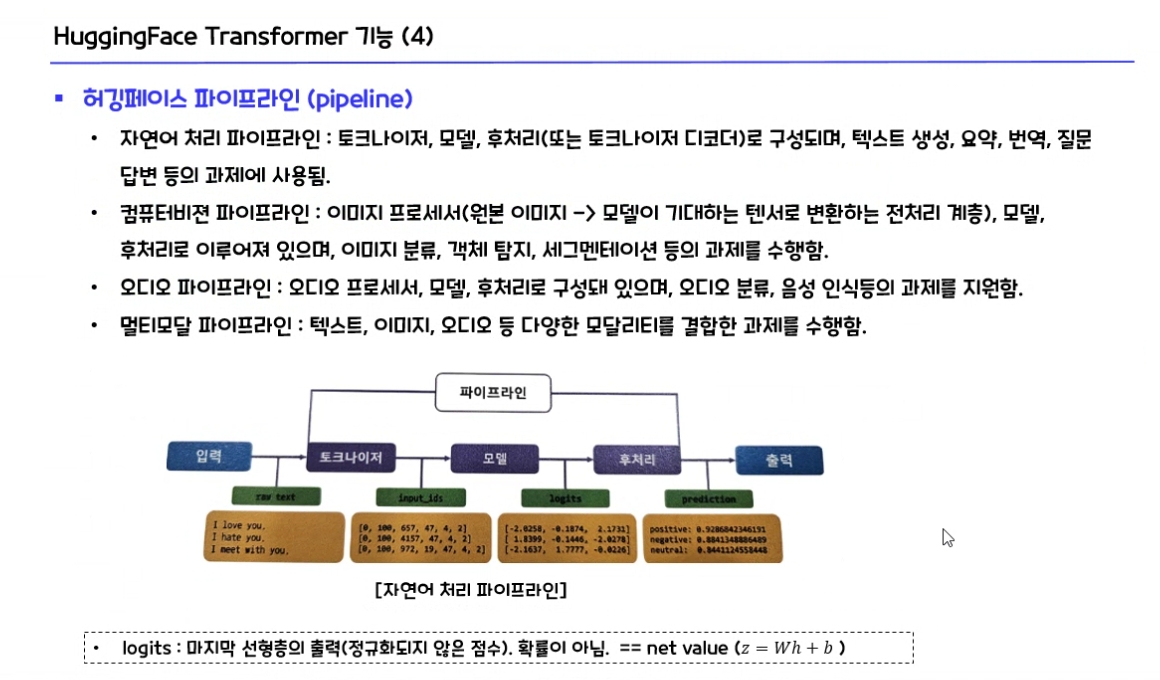 HuggingFace Transformer 기능 (4)
▪ 허깅페이스 파이프라인 (pipeline)
• 자연어 처리 파이프라인 : 토크나이저, 모델, 후처리(또는 토크나이저 디코더)로 구성되며, 텍스트 생성, 요약, 번역, 질문
답변 등의 과제에 사용됨.
• 컴퓨터비젼 파이프라인 : 이미지 프로세서(원본 이미지 -> 모델이 기대하는 텐서로 변환하는 전처리 계층), 모델,
후처리로 이루어져 있으며, 이미지 분류, 객체 탐지, 세그멘테이션 등의 과제를 수행함.
• 오디오 파이프라인 : 오디오 프로세서, 모델, 후처리로 구성돼 있으며, 오디오 분류, 음성 인식등의 과제를 지원함.
• 멀티모달 파이프라인 : 텍스트, 이미지, 오디오 등 다양한 모달리티를 결합한 과제를 수행함.
파이프라인
입력 토크나이저 모델 후처리 출력
raw text input_ids logits prediction
I love you. [0, 100, 657, 47, 4, 2] [-2.0258, -0.1874, 2.1731] positive: 0.9286842346191
I hate you. [0, 100, 4157, 47, 4, 2] [ 1.8399, -0.1446, -2.0278] negative: 0.8841348886489
I meet with you. [0, 100, 972, 19, 47, 4, 2] [-2.1637, 1.7777, -0.0226] neutral: 0.8441124558448
[자연어 처리 파이프라인]
• logits : 마지막 선형층의 출력(정규화되지 않은 점수). 확률이 아님. == net value (z = Wh + b )